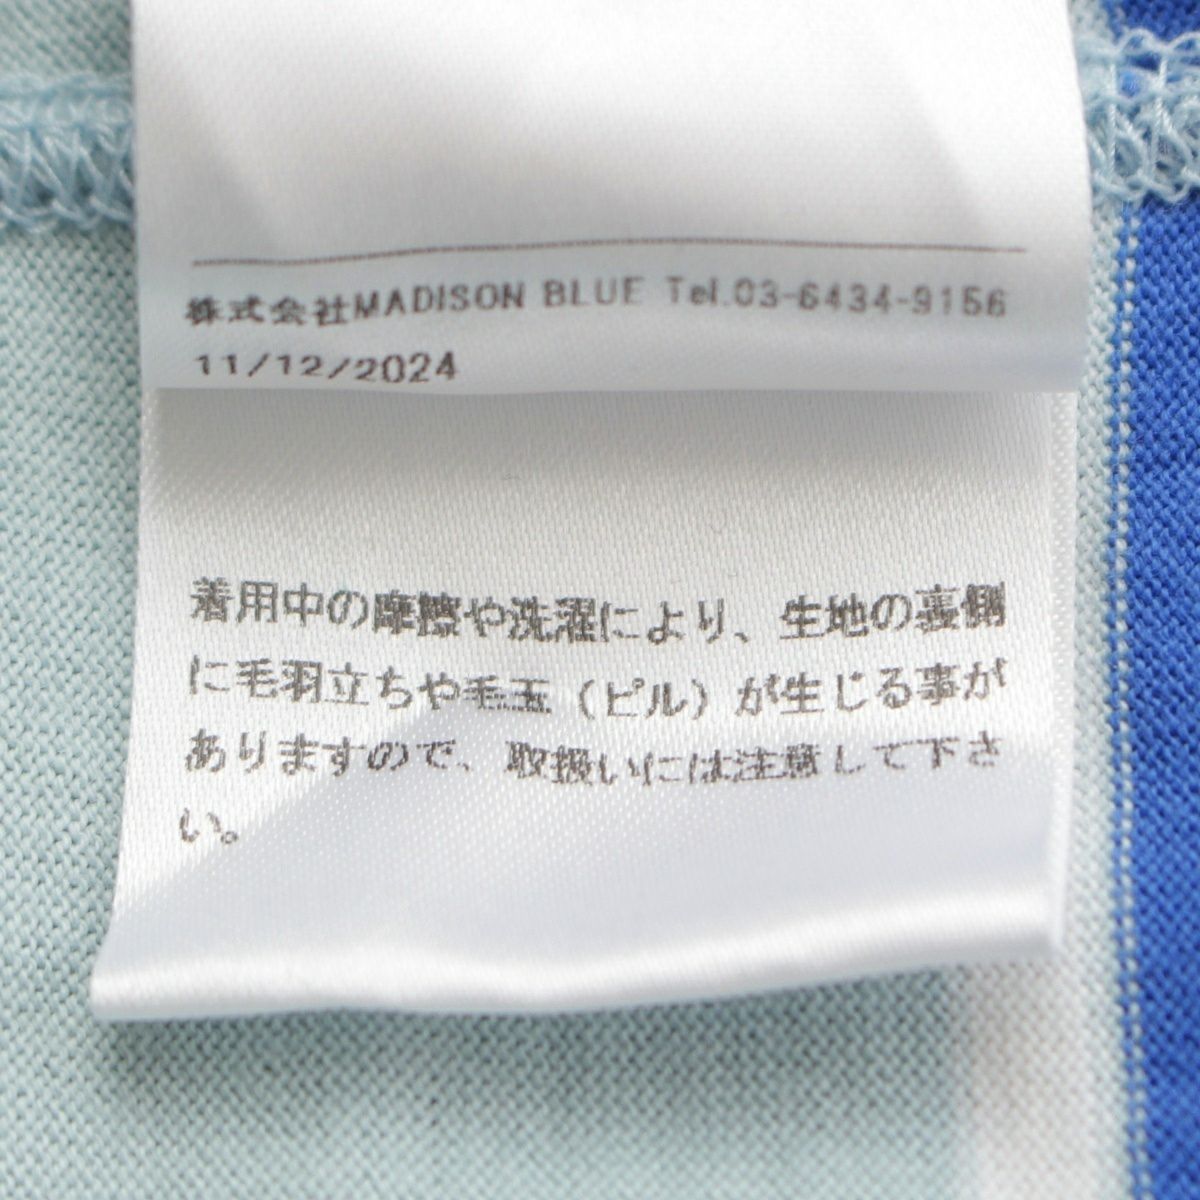 株式会社MADISON BLUE Tel.03-6434-9156
11/12/2024
着用中の摩擦や洗濯により、生地の裏側
に毛羽立ちや毛玉（ピル）が生じる事が
ありますので、取扱いには注意して下さ
い。